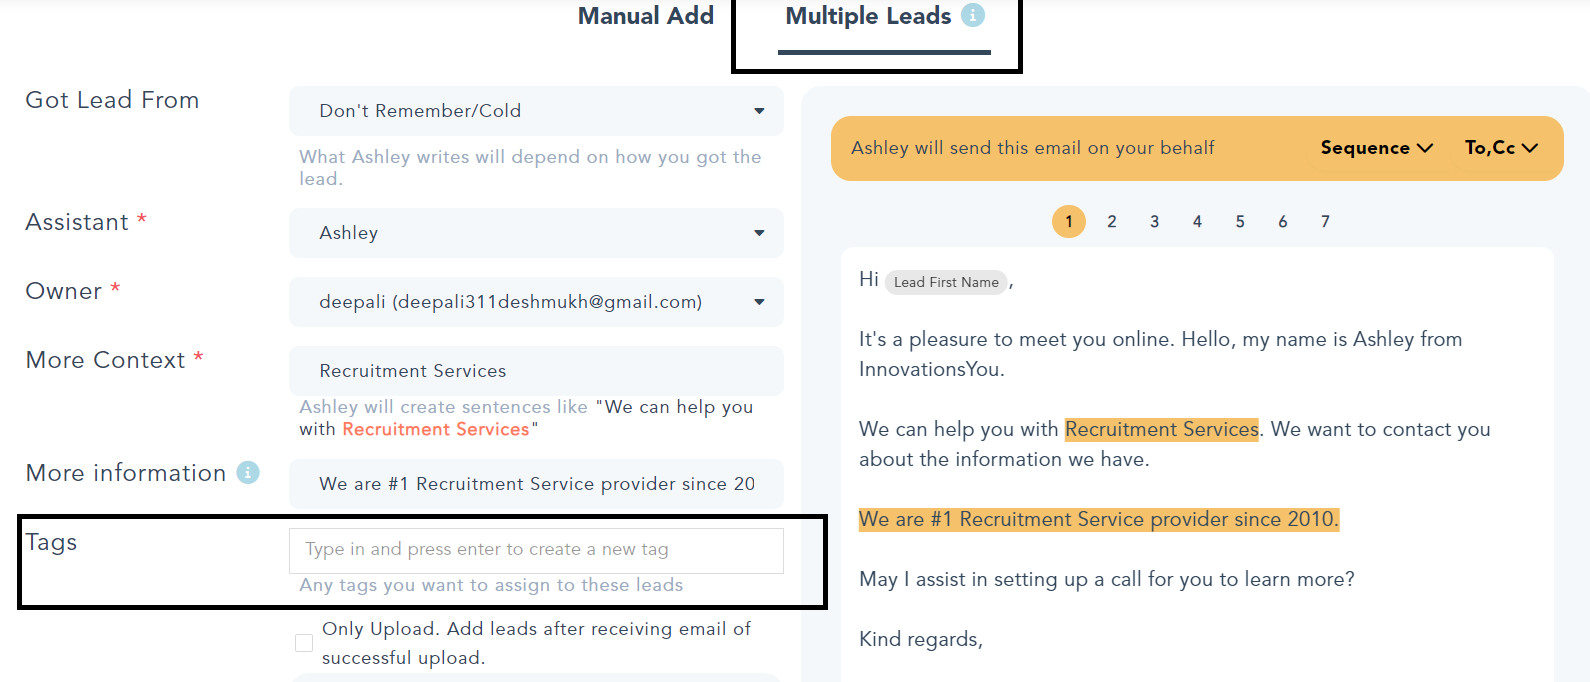 Manual Add
Multiple Leads i
Got Lead From
Don't Remember/Cold
What Ashley writes will depend on how you got the
lead.
Assistant *
Ashley
Owner *
deepali (deepali311deshmukh@gmail.com)
More Context *
Recruitment Services
Ashley will create sentences like "We can help you
with Recruitment Services"
More information i
We are #1 Recruitment Service provider since 20
Tags
Type in and press enter to create a new tag
Any tags you want to assign to these leads
Only Upload. Add leads after receiving email of
successful upload.
Ashley will send this email on your behalf
Sequence
To,Cc
1 2 3 4 5 6 7
Hi Lead First Name ,
It's a pleasure to meet you online. Hello, my name is Ashley from
InnovationsYou.
We can help you with Recruitment Services. We want to contact you
about the information we have.
We are #1 Recruitment Service provider since 2010.
May I assist in setting up a call for you to learn more?
Kind regards,